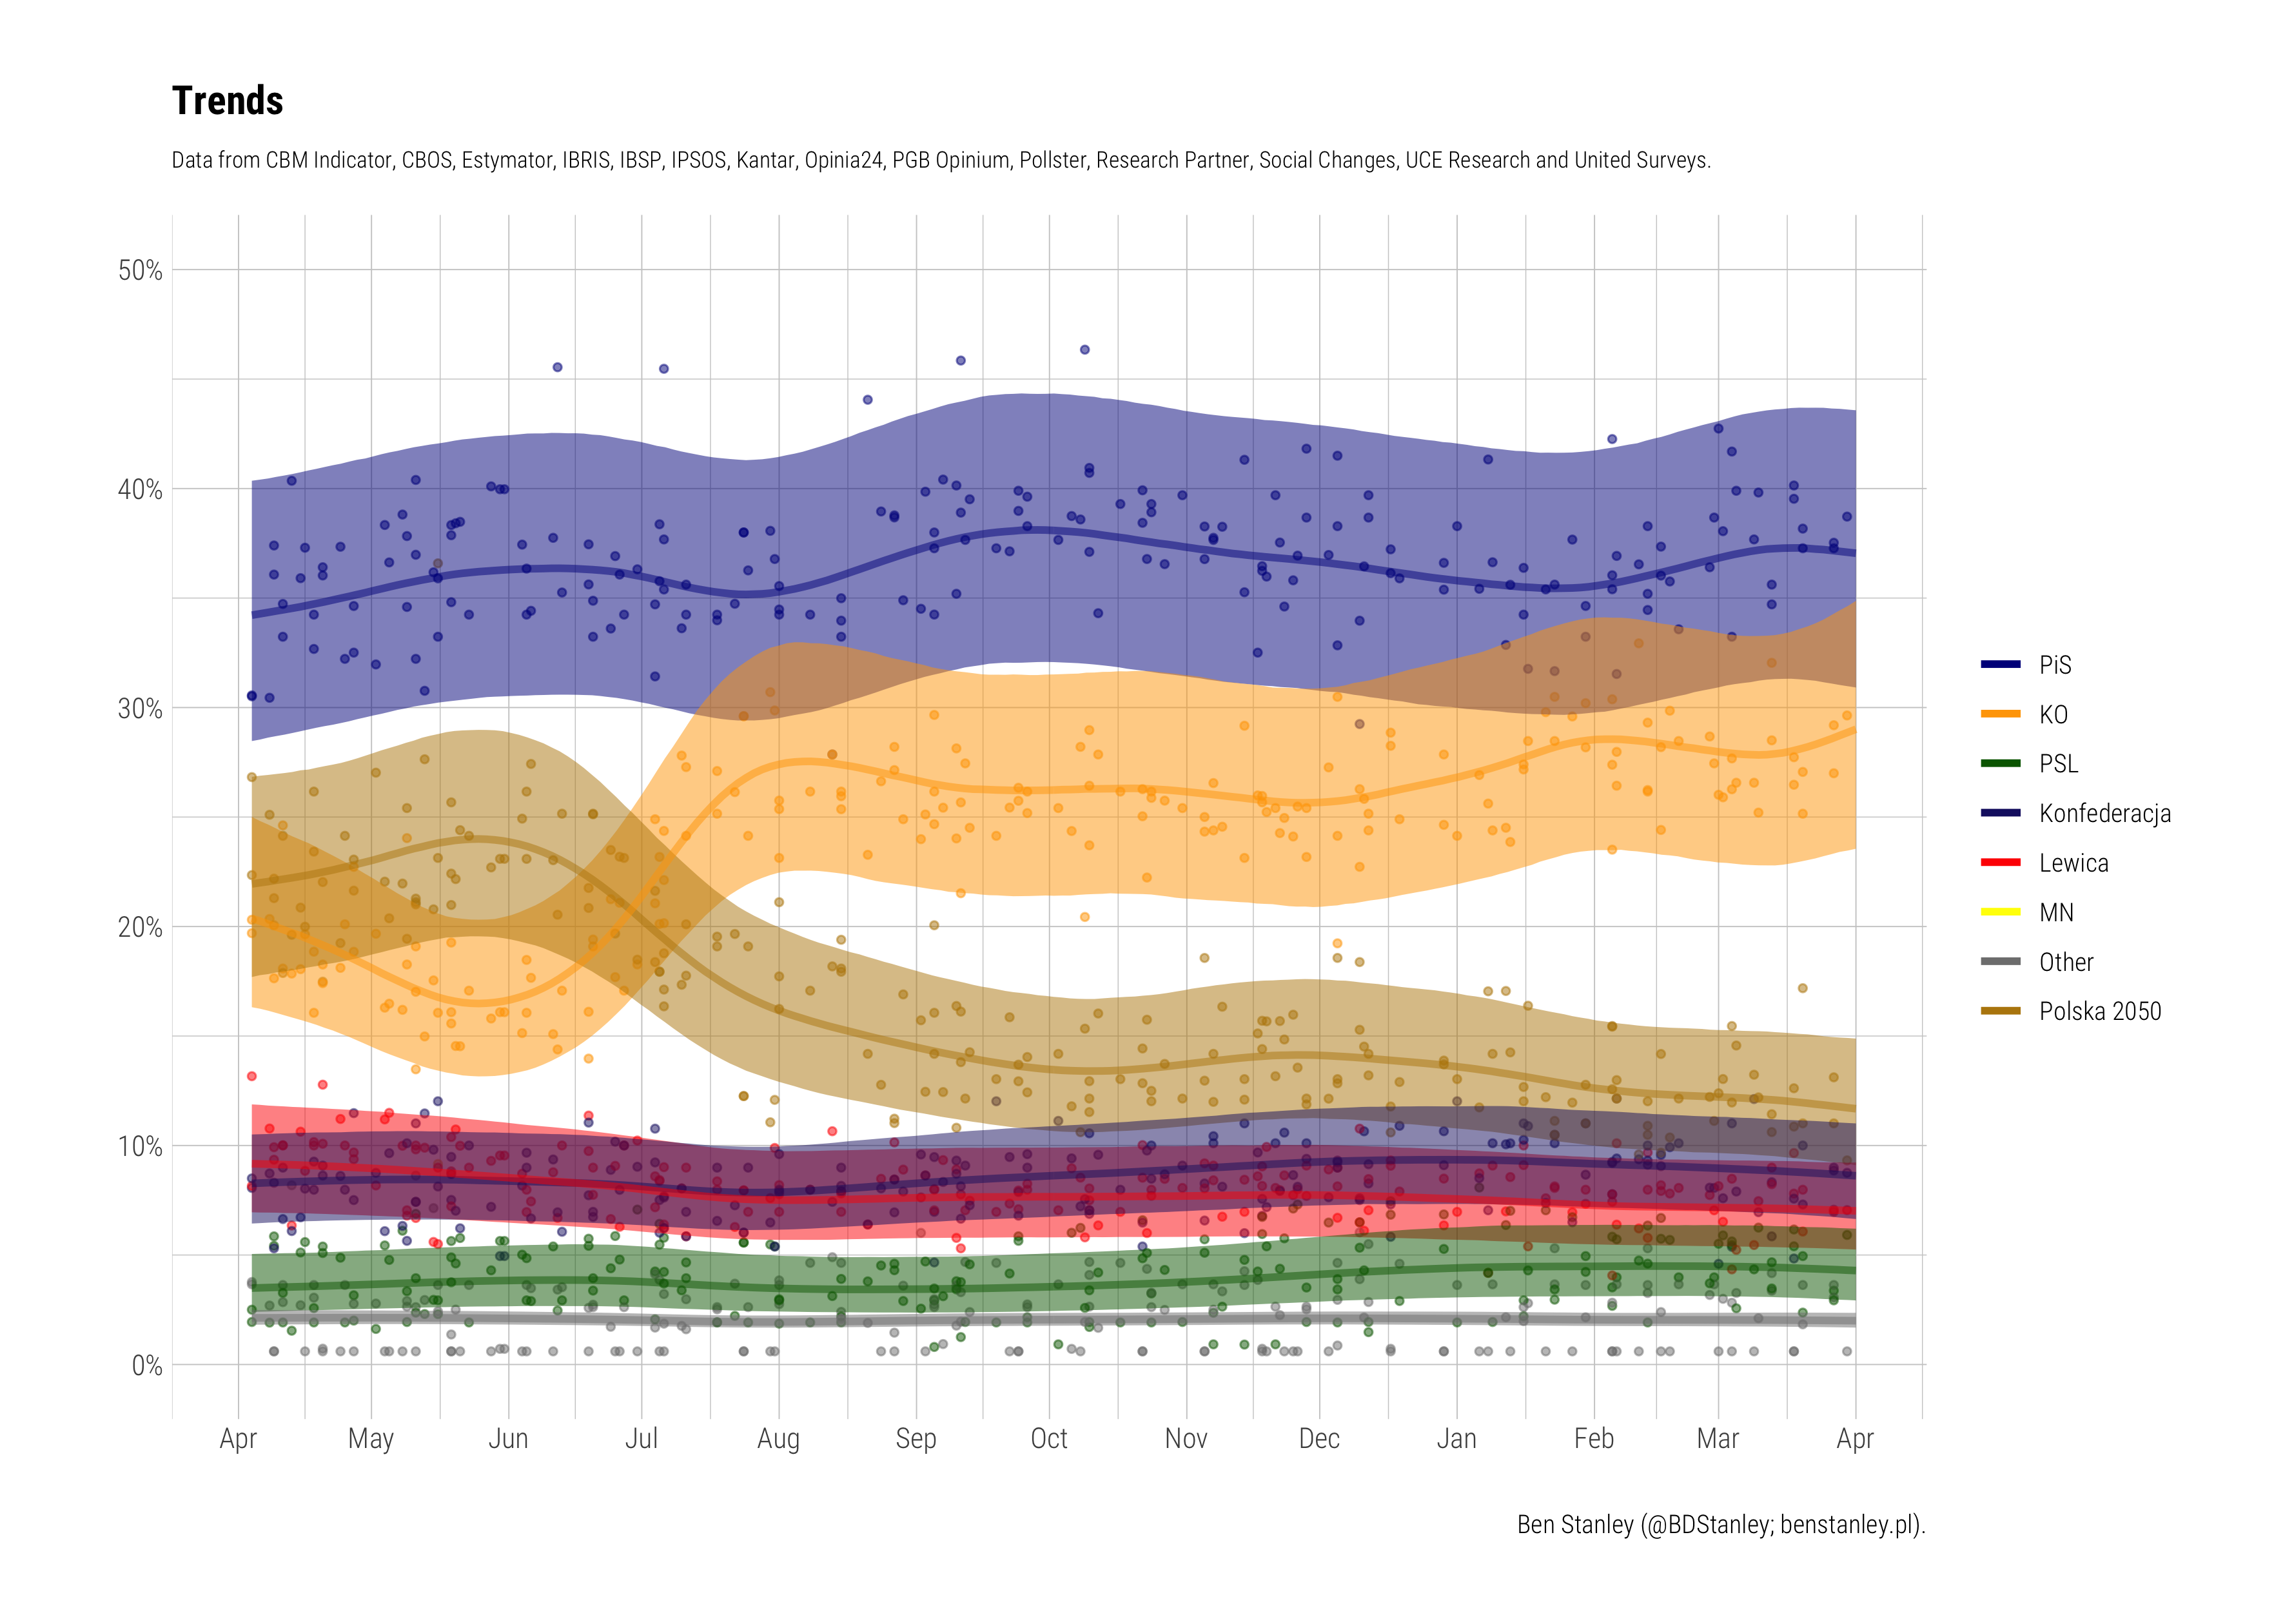 Trends
Data from CBM Indicator, CBOS, Estymator, IBRIS, IBSP, IPSOS, Kantar, Opinia24, PGB Opinium, Pollster, Research Partner, Social Changes, UCE Research and United Surveys.
50%
40%
30%
20%
10%
0%
Apr May Jun Jul Aug Sep Oct Nov Dec Jan Feb Mar Apr
PiS
KO
PSL
Konfederacja
Lewica
MN
Other
Polska 2050
Ben Stanley (@BDStanley; benstanley.pl).